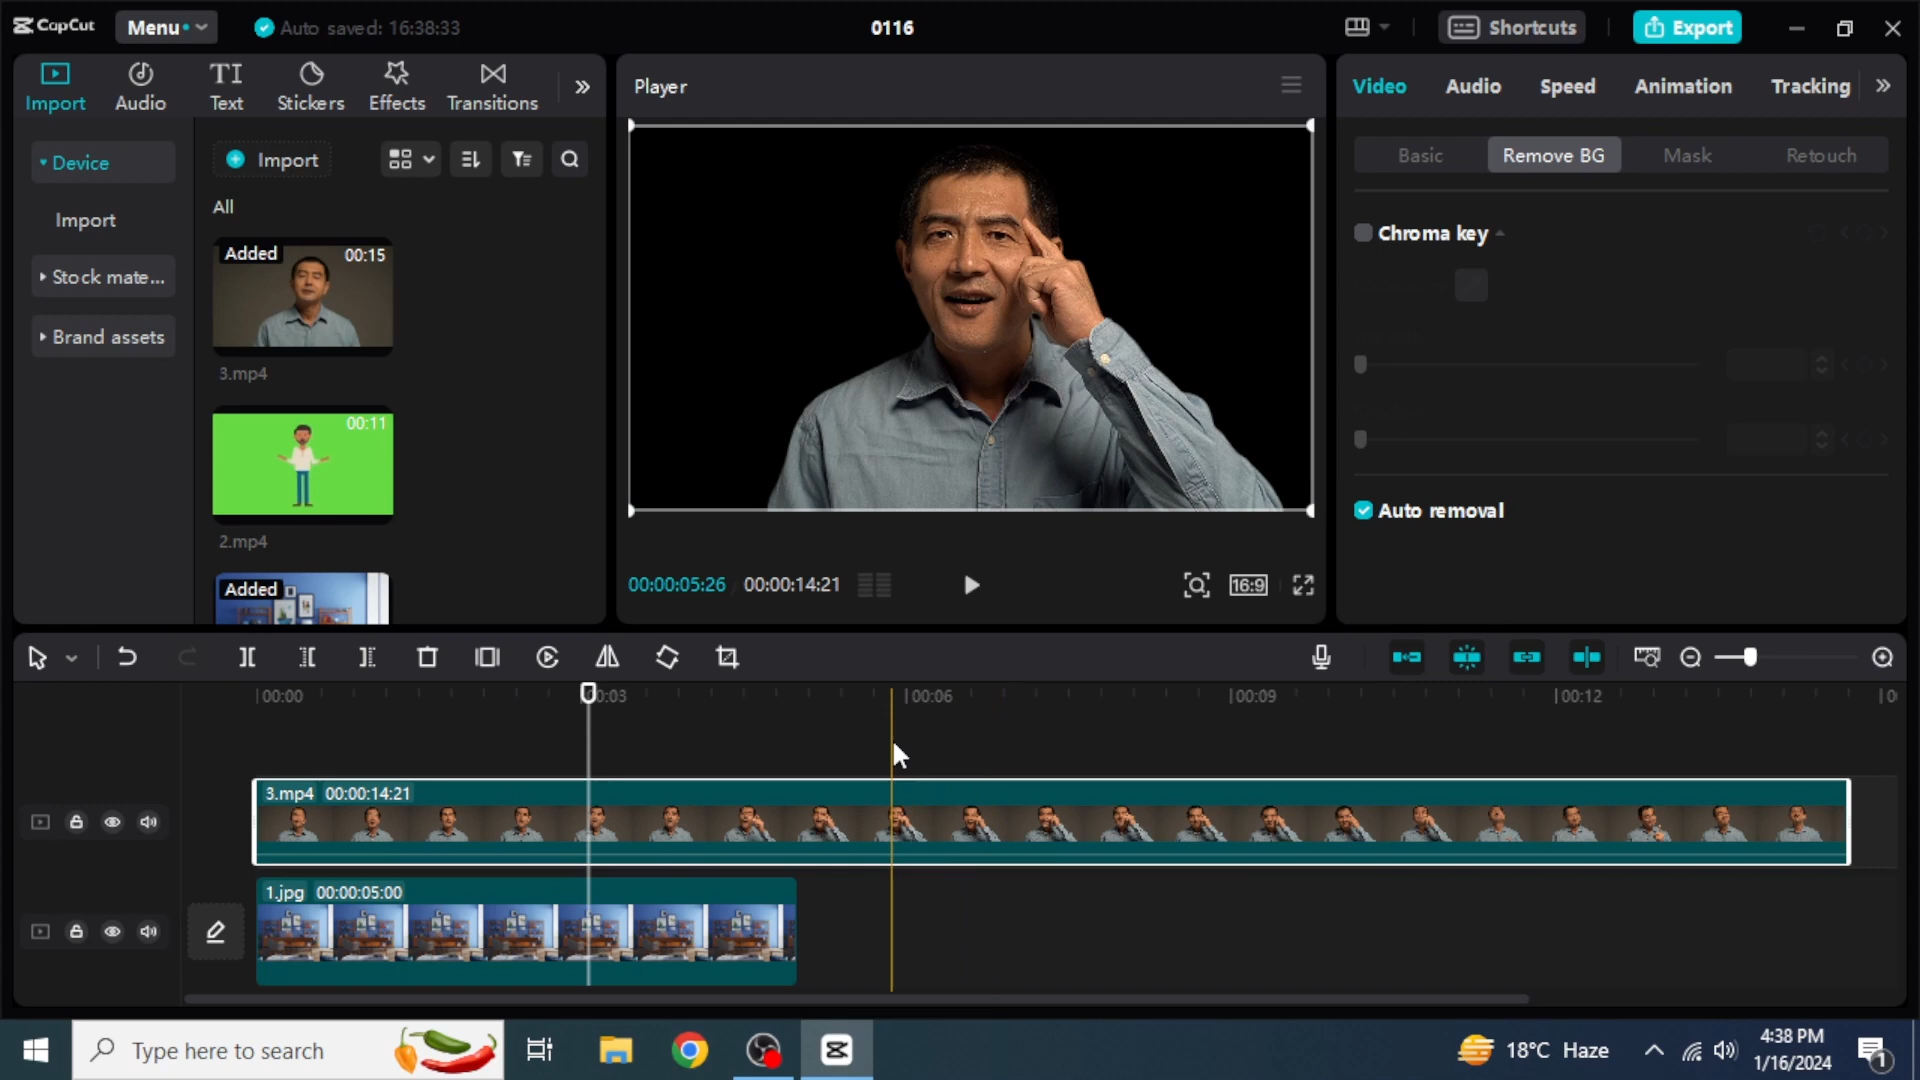 CapCut Menu Auto saved: 16:38:33 0116 Shortcuts Export
Import Audio Text Stickers Effects Transitions
Player
Video Audio Speed Animation Tracking
Device
Import
Stock mate...
Brand assets
Import
All
Added 00:15
3.mp4
00:11
2.mp4
Added
Basic Remove BG Mask Retouch
Chroma key
Auto removal
00:00:05:26 00:00:14:21 16:9
00:00 00:03 00:06 00:09 00:12
3.mp4 00:00:14:21
1.jpg 00:00:05:00
Type here to search
18°C Haze
4:38 PM
1/16/2024
1